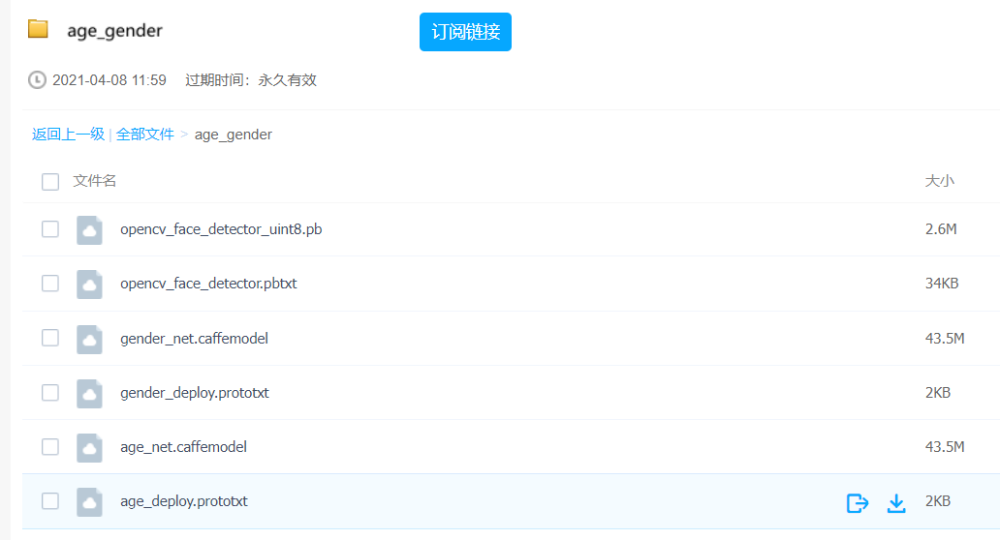 age_gender
订阅链接
2021-04-08 11:59 过期时间：永久有效
返回上一级 | 全部文件 > age_gender
文件名 大小
opencv_face_detector_uint8.pb 2.6M
opencv_face_detector.pbtxt 34KB
gender_net.caffemodel 43.5M
gender_deploy.prototxt 2KB
age_net.caffemodel 43.5M
age_deploy.prototxt 2KB